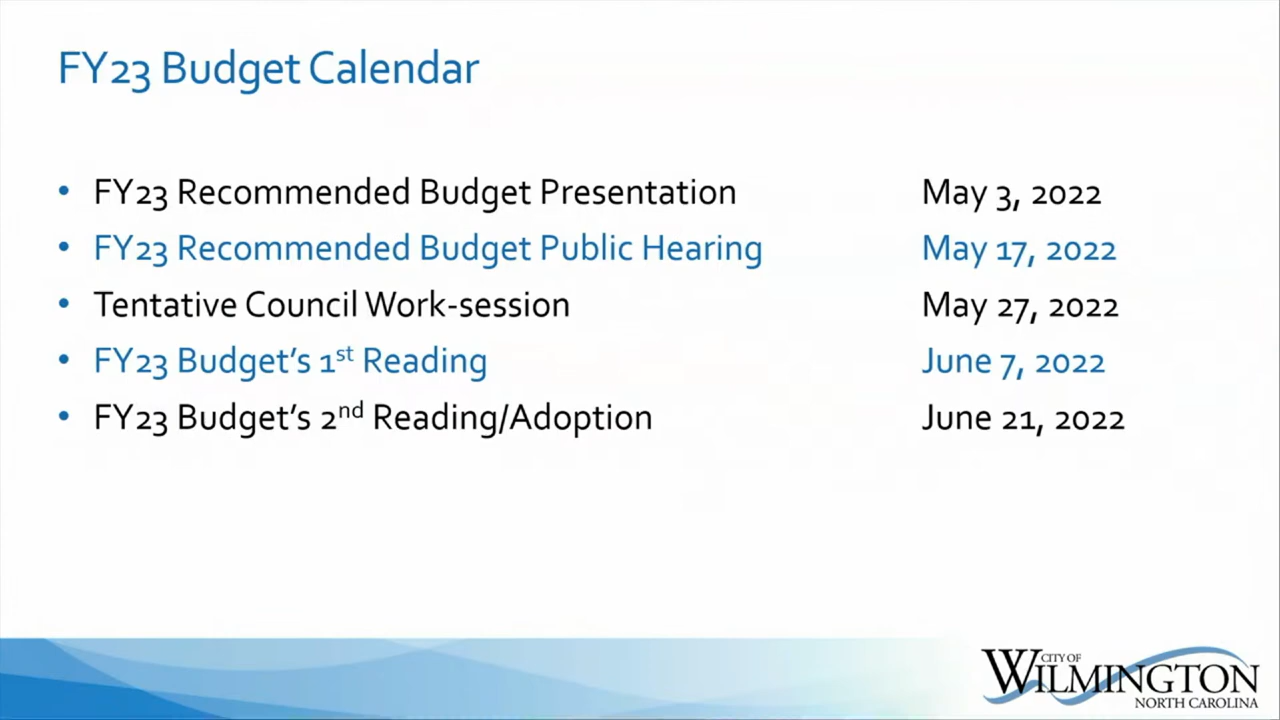 FY23 Budget Calendar
• FY23 Recommended Budget Presentation May 3, 2022
• FY23 Recommended Budget Public Hearing May 17, 2022
• Tentative Council Work-session May 27, 2022
• FY23 Budget's 1st Reading June 7, 2022
• FY23 Budget's 2nd Reading/Adoption June 21, 2022
CITY OF
WILMINGTON
NORTH CAROLINA